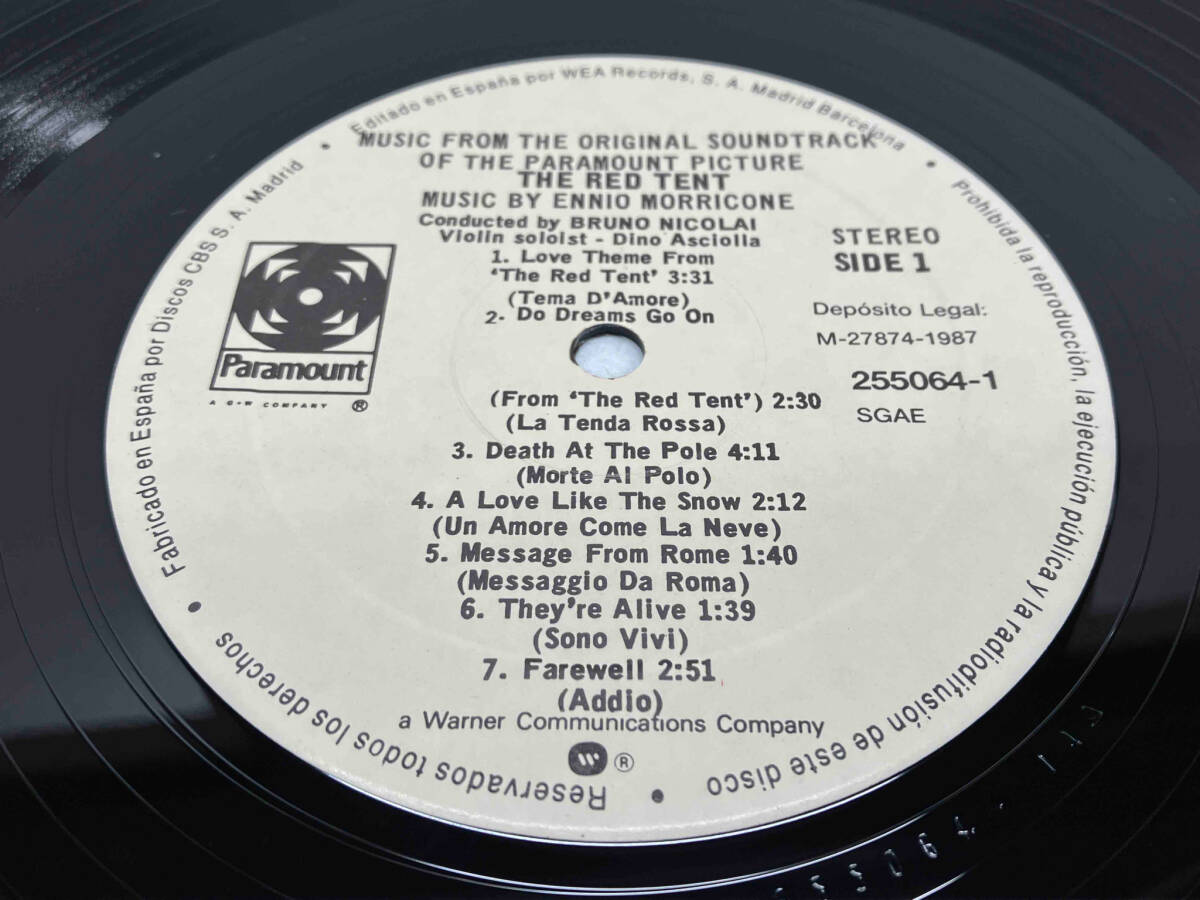 Editado en España por WEA Records, S. A. Madrid Barcelona
MUSIC FROM THE ORIGINAL SOUNDTRACK
OF THE PARAMOUNT PICTURE
THE RED TENT
MUSIC BY ENNIO MORRICONE
Conducted by BRUNO NICOLAI
Violin soloist - Dino Asciolla
1. Love Theme From
‘The Red Tent’ 3:31
(Tema D’Amore)
2. Do Dreams Go On
(From ‘The Red Tent’) 2:30
(La Tenda Rossa)
3. Death At The Pole 4:11
(Morte Al Polo)
4. A Love Like The Snow 2:12
(Un Amore Come La Neve)
5. Message From Rome 1:40
(Messaggio Da Roma)
6. They’re Alive 1:39
(Sono Vivi)
7. Farewell 2:51
(Addio)
a Warner Communications Company
®
STEREO
SIDE 1
Depósito Legal:
M-27874-1987
255064-1
SGAE
Paramount
A G+W COMPANY ®
Fabricado en España por Discos CBS S. A. Madrid
Prohibida la reproducción, la ejecución pública y la radiodifusión de este disco
Reservados todos los derechos